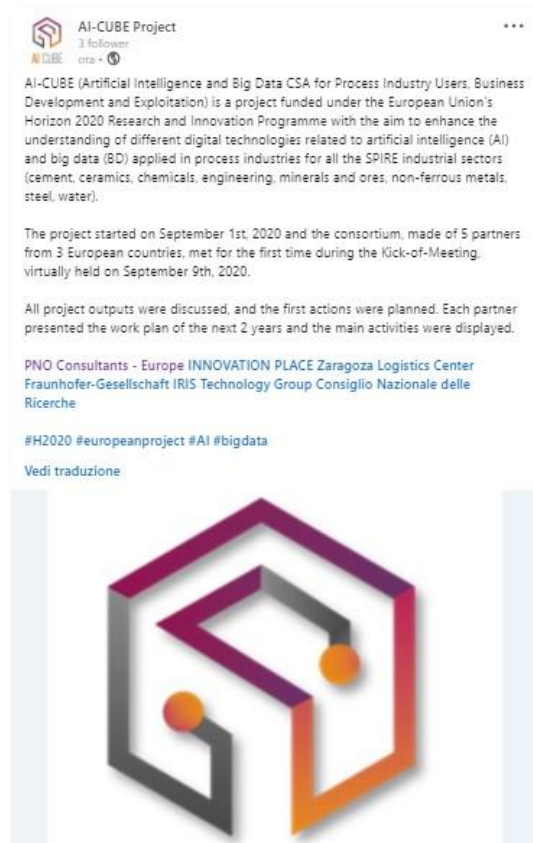 AI-CUBE Project
3 follower
AI CUBE
ora •
AI-CUBE (Artificial Intelligence and Big Data CSA for Process Industry Users, Business
Development and Exploitation) is a project funded under the European Union's
Horizon 2020 Research and Innovation Programme with the aim to enhance the
understanding of different digital technologies related to artificial intelligence (AI)
and big data (BD) applied in process industries for all the SPIRE industrial sectors
(cement, ceramics, chemicals, engineering, minerals and ores, non-ferrous metals,
steel, water).
The project started on September 1st, 2020 and the consortium, made of 5 partners
from 3 European countries, met for the first time during the Kick-of-Meeting,
virtually held on September 9th, 2020.
All project outputs were discussed, and the first actions were planned. Each partner
presented the work plan of the next 2 years and the main activities were displayed.
PNO Consultants - Europe INNOVATION PLACE Zaragoza Logistics Center
Fraunhofer-Gesellschaft IRIS Technology Group Consiglio Nazionale delle
Ricerche
#H2020 #europeanproject #AI #bigdata
Vedi traduzione